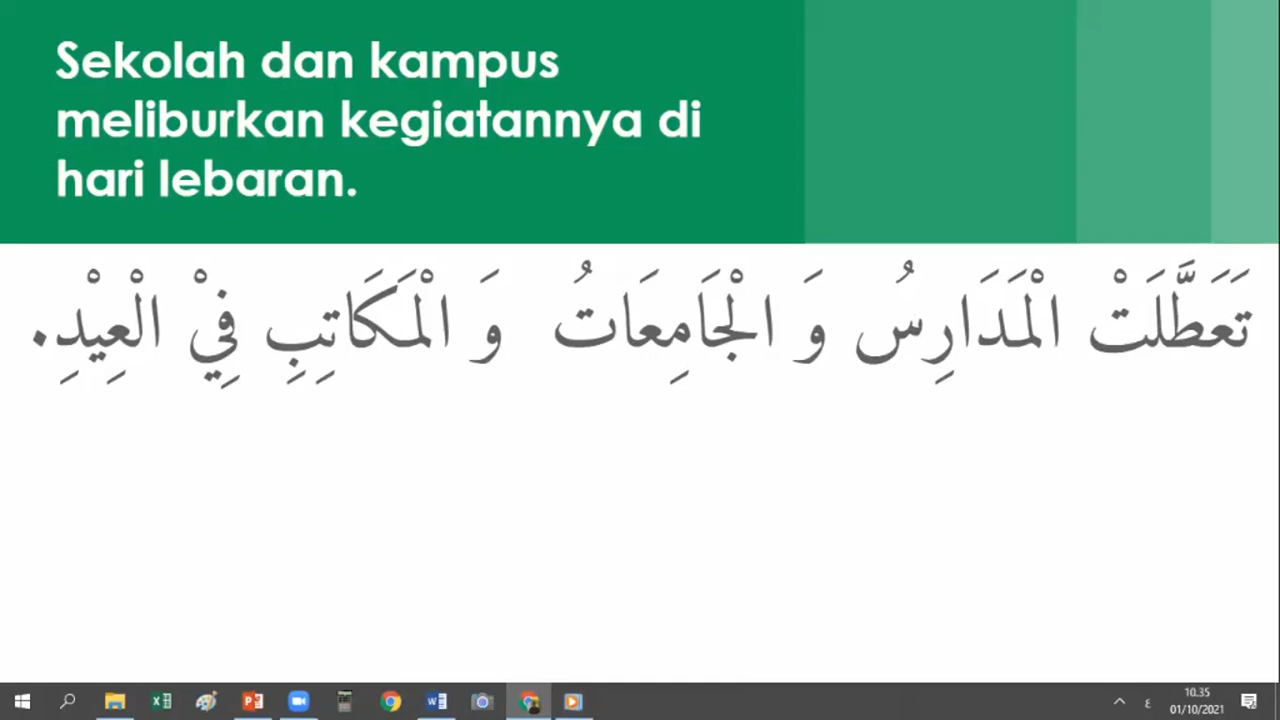 Sekolah dan kampus
meliburkan kegiatannya di
hari lebaran.
تَعَطَّلَتْ الْمَدَارِسُ وَ الْجَامِعَاتُ وَ الْمَكَاتِبِ فِيْ الْعِيْدِ.
10.35
01/10/2021